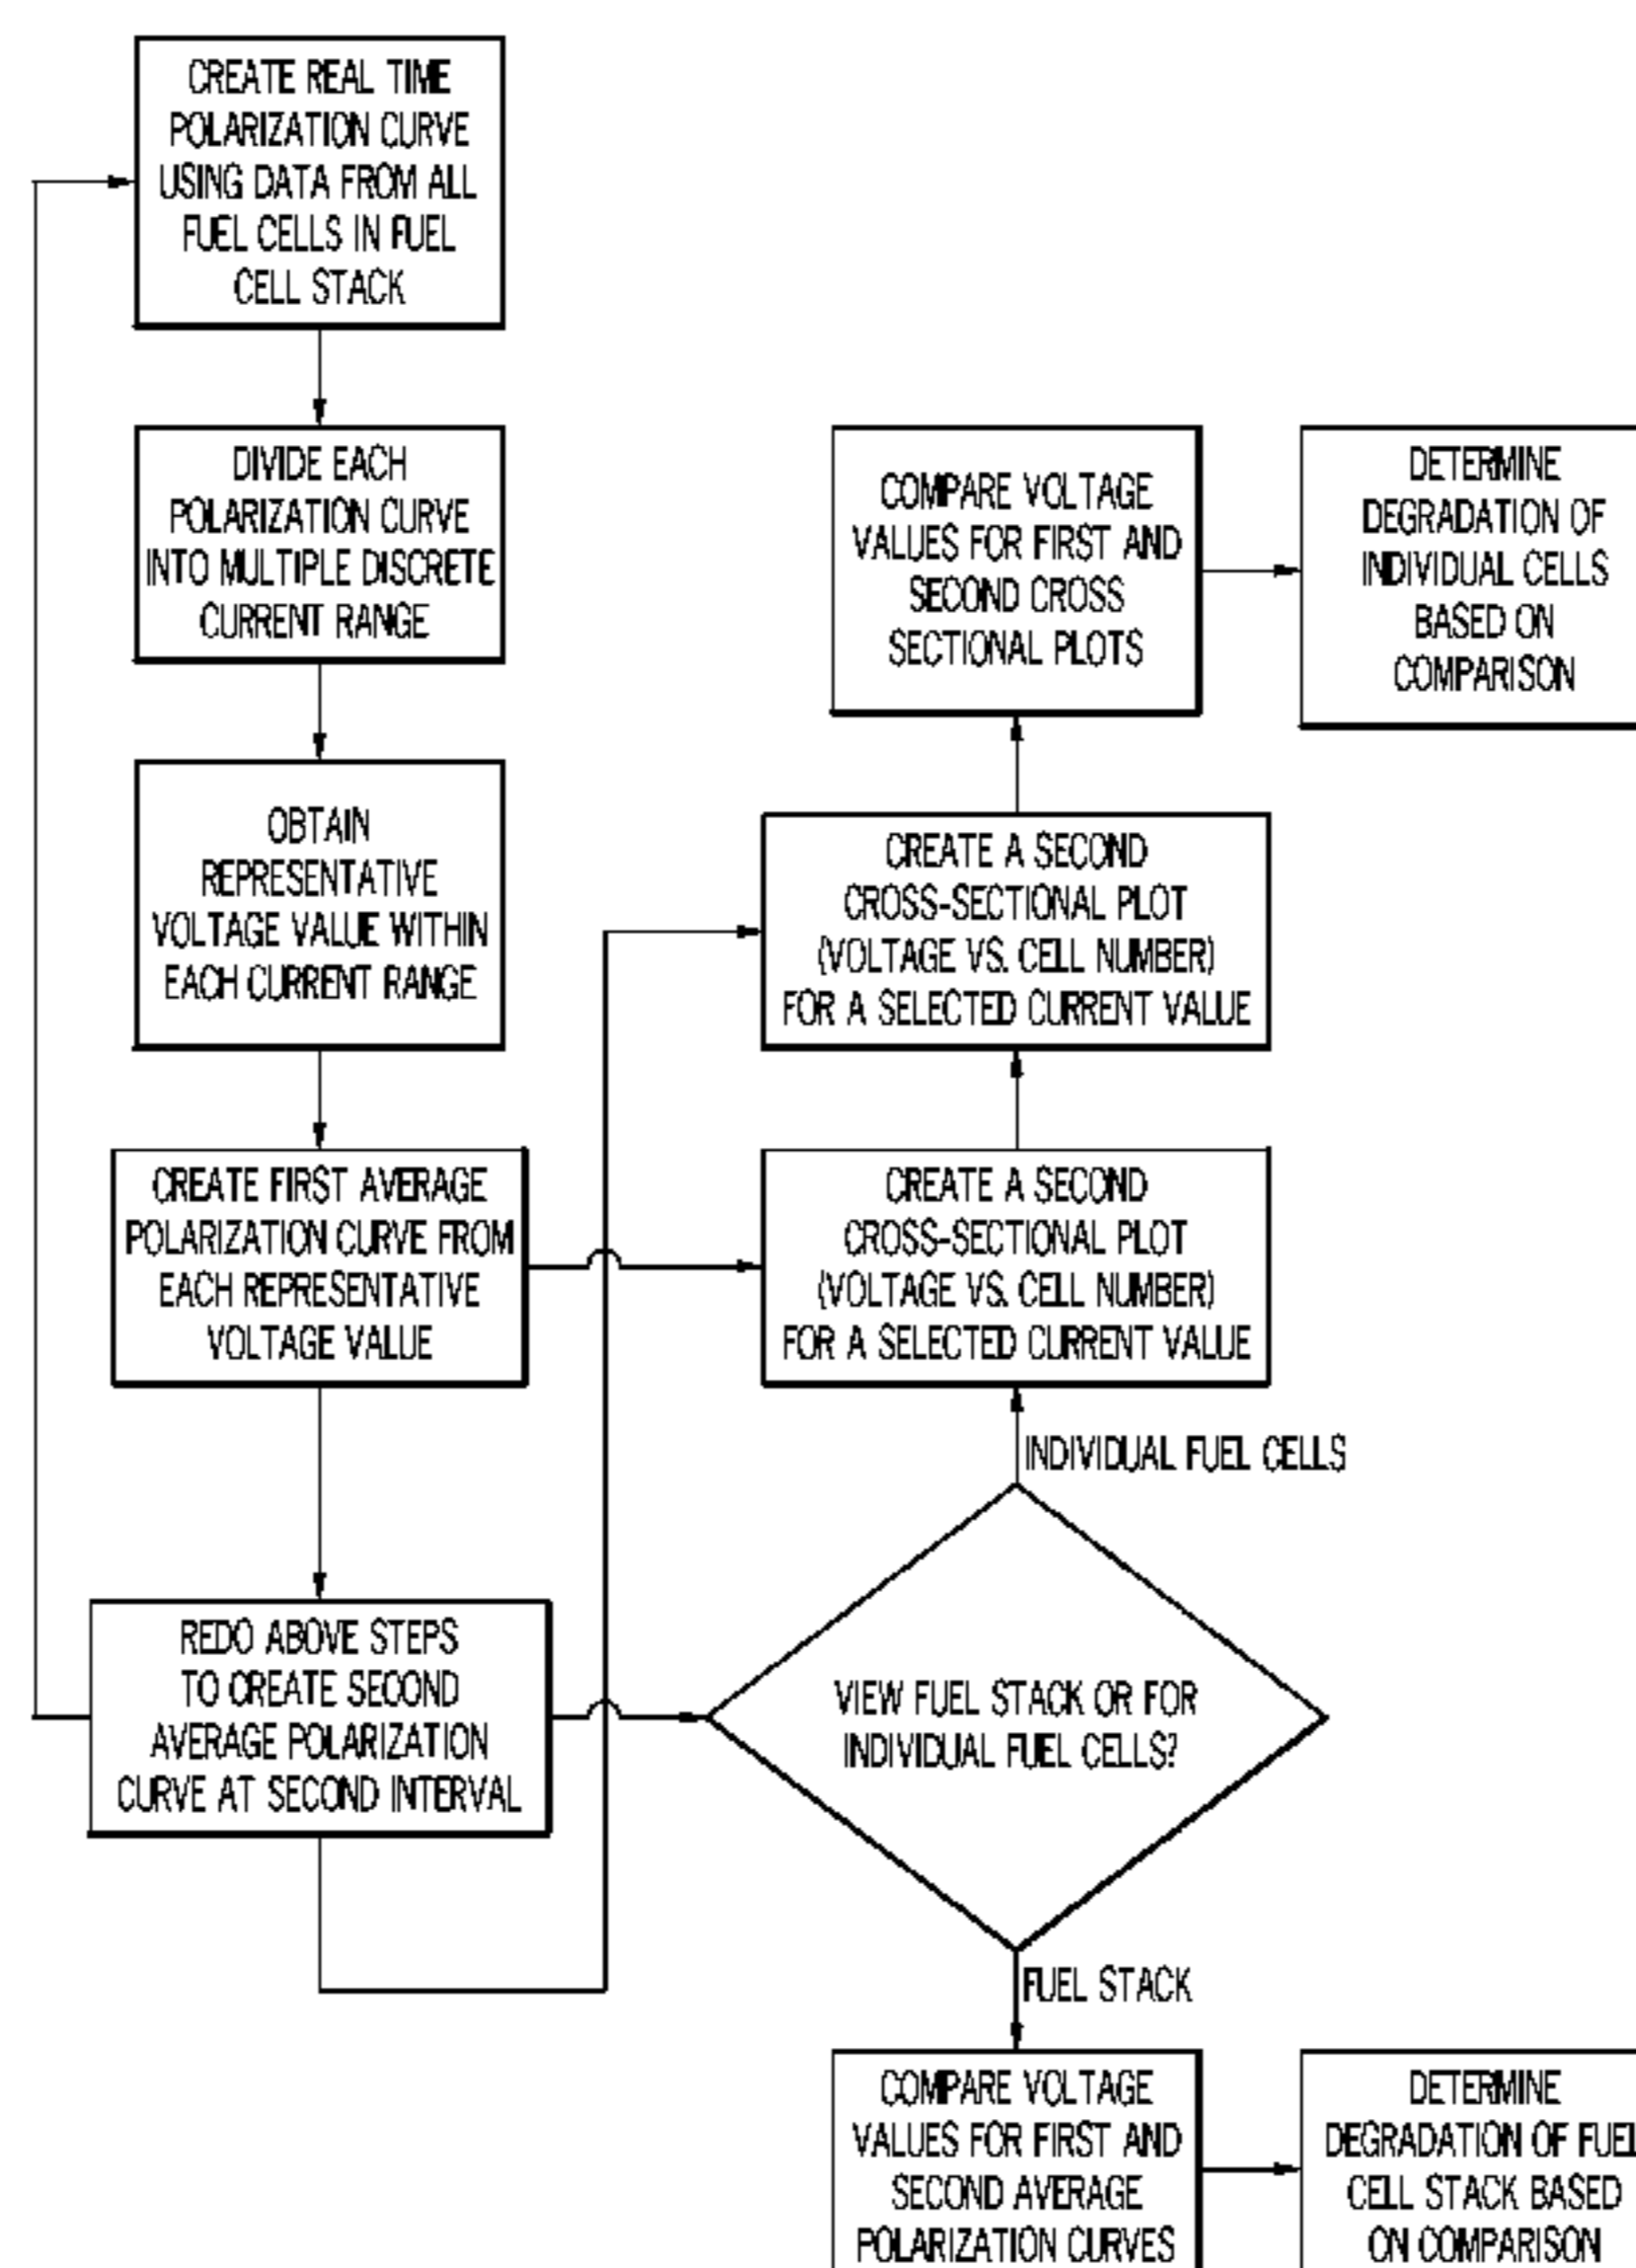 CREATE REAL TIME
POLARIZATION CURVE
USING DATA FROM ALL
FUEL CELLS IN FUEL
CELL STACK
DIVIDE EACH
POLARIZATION CURVE
INTO MULTIPLE DISCRETE
CURRENT RANGE
OBTAIN
REPRESENTATIVE
VOLTAGE VALUE WITHIN
EACH CURRENT RANGE
CREATE FIRST AVERAGE
POLARIZATION CURVE FROM
EACH REPRESENTATIVE
VOLTAGE VALUE
REDO ABOVE STEPS
TO CREATE SECOND
AVERAGE POLARIZATION
CURVE AT SECOND INTERVAL
COMPARE VOLTAGE
VALUES FOR FIRST AND
SECOND CROSS
SECTIONAL PLOTS
DETERMINE
DEGRADATION OF
INDIVIDUAL CELLS
BASED ON
COMPARISON
CREATE A SECOND
CROSS-SECTIONAL PLOT
(VOLTAGE VS. CELL NUMBER)
FOR A SELECTED CURRENT VALUE
CREATE A SECOND
CROSS-SECTIONAL PLOT
(VOLTAGE VS. CELL NUMBER)
FOR A SELECTED CURRENT VALUE
INDIVIDUAL FUEL CELLS
VIEW FUEL STACK OR FOR
INDIVIDUAL FUEL CELLS?
FUEL STACK
COMPARE VOLTAGE
VALUES FOR FIRST AND
SECOND AVERAGE
POLARIZATION CURVES
DETERMINE
DEGRADATION OF FUEL
CELL STACK BASED
ON COMPARISON